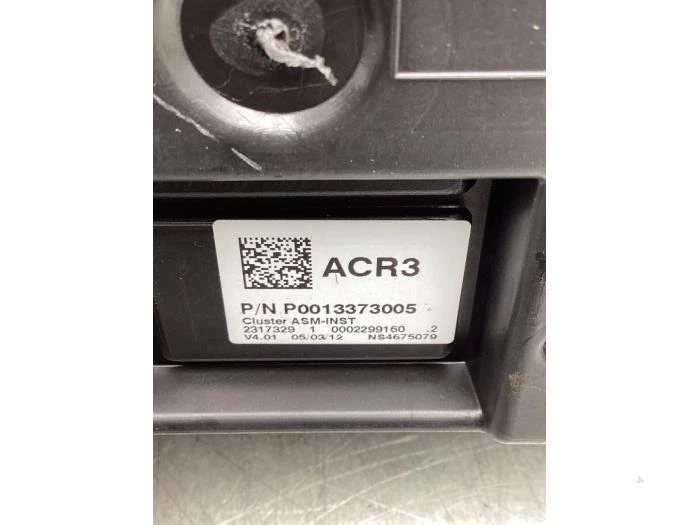 ACR3
P/N P0013373005
Cluster ASM-INST
2317329 1 0002299160 .2
V4.01 05/03/12 NS4675079